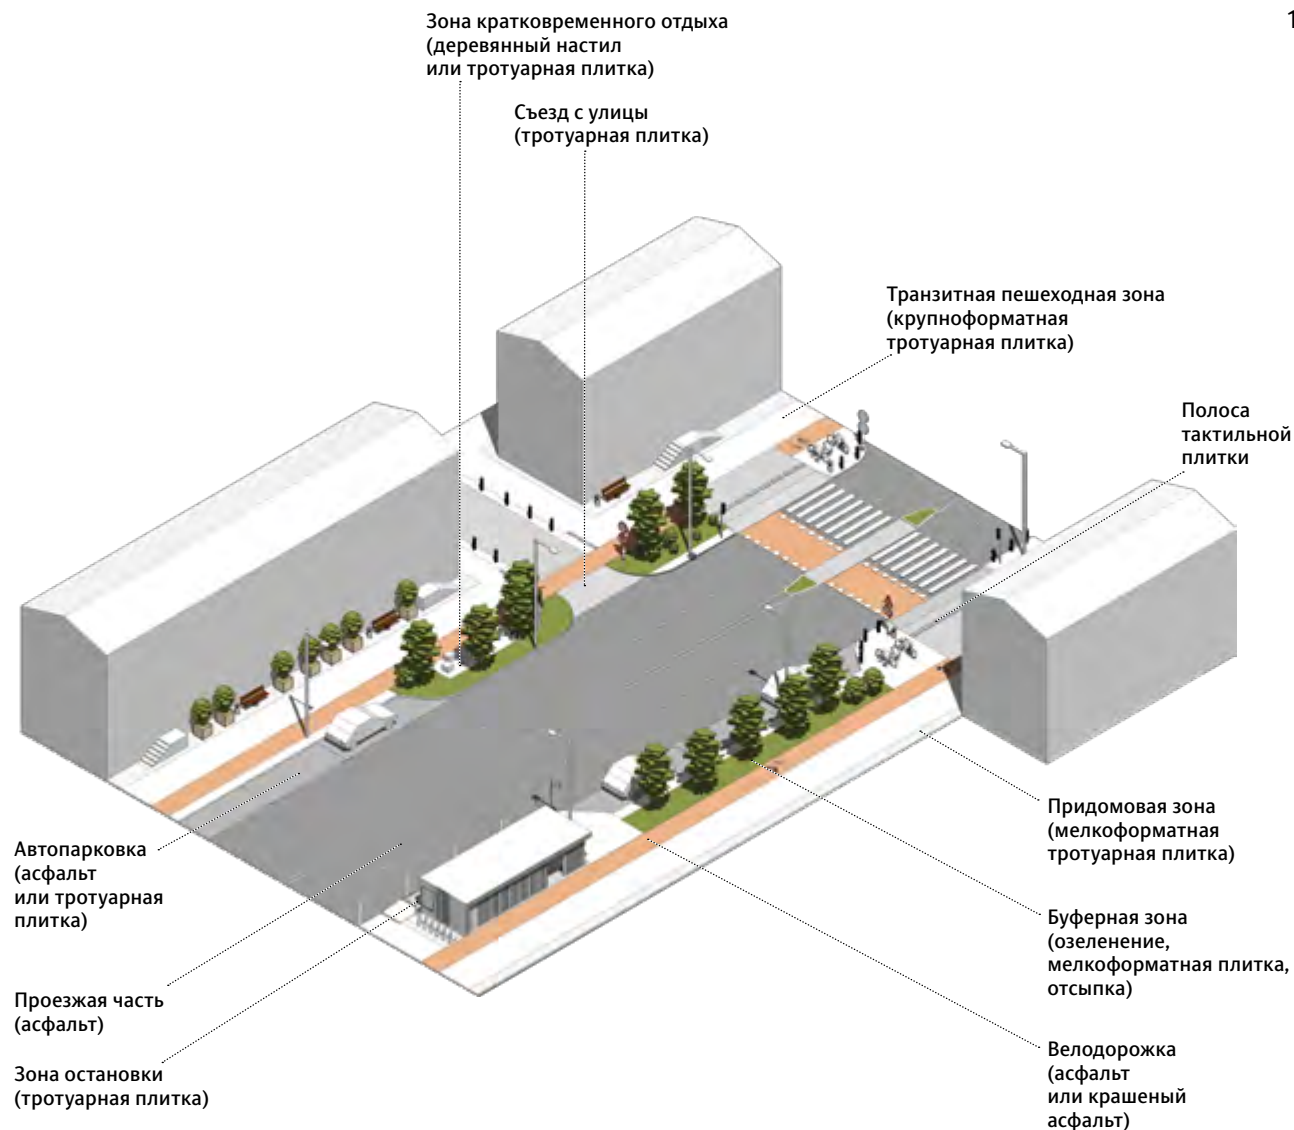 Зона кратковременного отдыха
(деревянный настил
или тротуарная плитка)
1
Съезд с улицы
(тротуарная плитка)
Транзитная пешеходная зона
(крупноформатная
тротуарная плитка)
Полоса
тактильной
плитки
Автопарковка
(асфальт
или тротуарная
плитка)
Проезжая часть
(асфальт)
Зона остановки
(тротуарная плитка)
Придомовая зона
(мелкоформатная
тротуарная плитка)
Буферная зона
(озеленение,
мелкоформатная плитка,
отсыпка)
Велодорожка
(асфальт
или крашеный
асфальт)